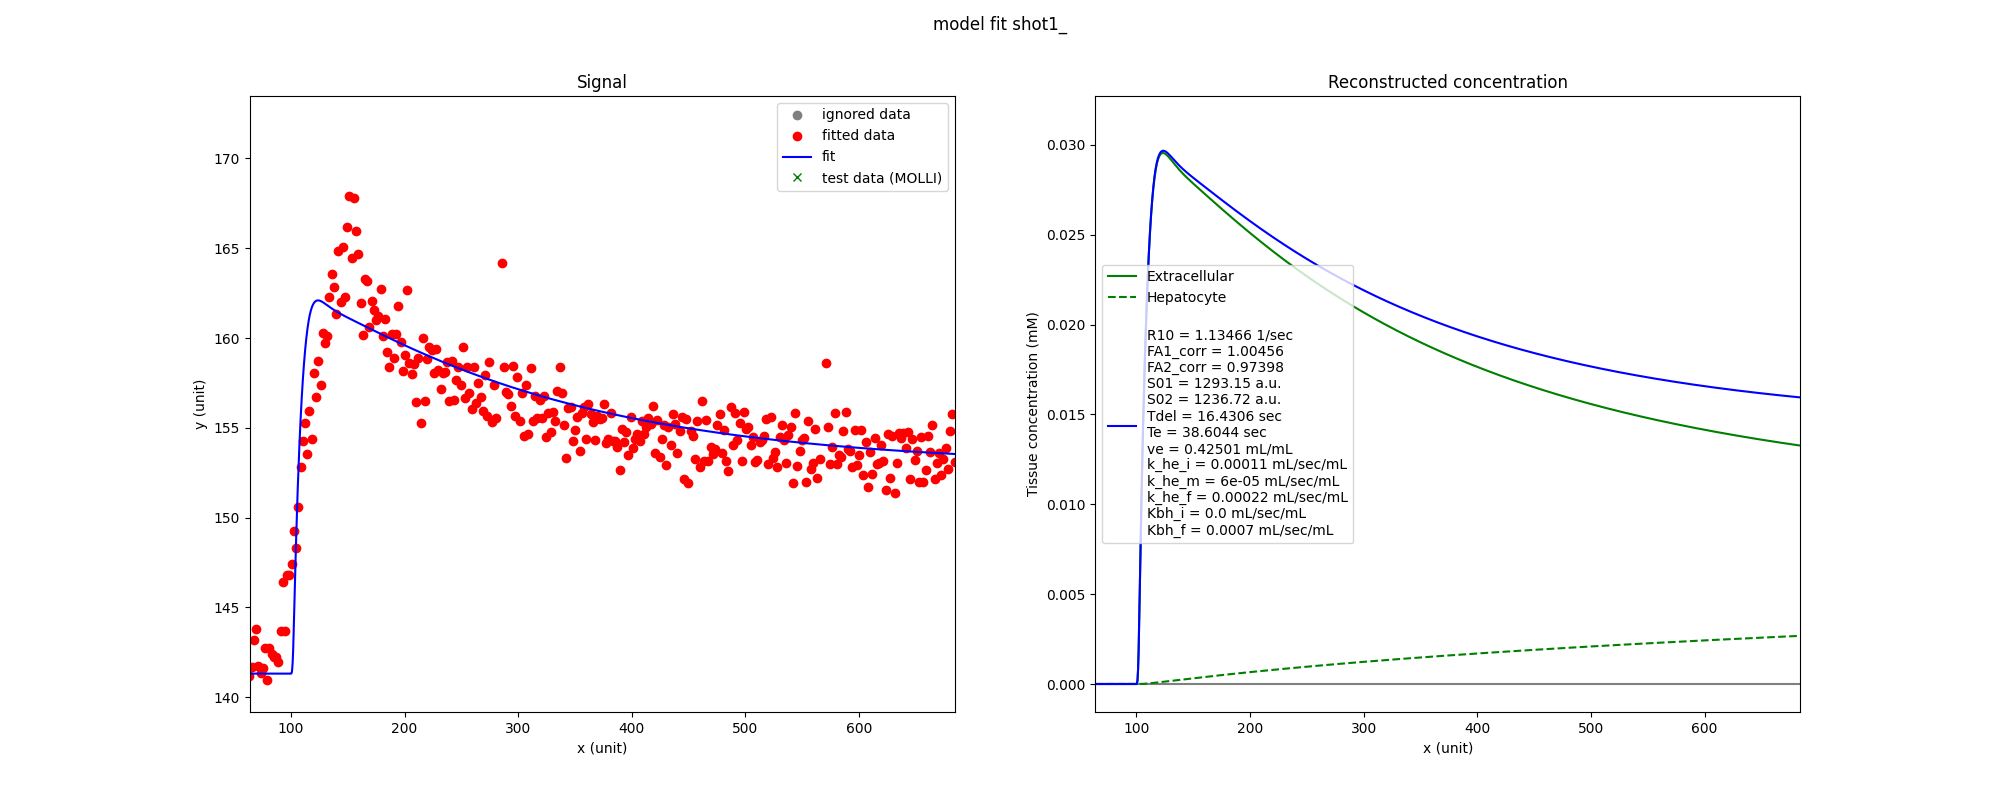 model fit shot1_
Signal
170
165
160
155
150
145
140
y (unit)
100 200 300 400 500 600
x (unit)
ignored data
fitted data
fit
test data (MOLLI)
Reconstructed concentration
0.030
0.025
0.020
0.015
0.010
0.005
0.000
Tissue concentration (mM)
100 200 300 400 500 600
x (unit)
Extracellular
Hepatocyte
R10 = 1.13466 1/sec
FA1_corr = 1.00456
FA2_corr = 0.97398
S01 = 1293.15 a.u.
S02 = 1236.72 a.u.
Tdel = 16.4306 sec
Te = 38.6044 sec
ve = 0.42501 mL/mL
k_he_i = 0.00011 mL/sec/mL
k_he_m = 6e-05 mL/sec/mL
k_he_f = 0.00022 mL/sec/mL
Kbh_i = 0.0 mL/sec/mL
Kbh_f = 0.0007 mL/sec/mL